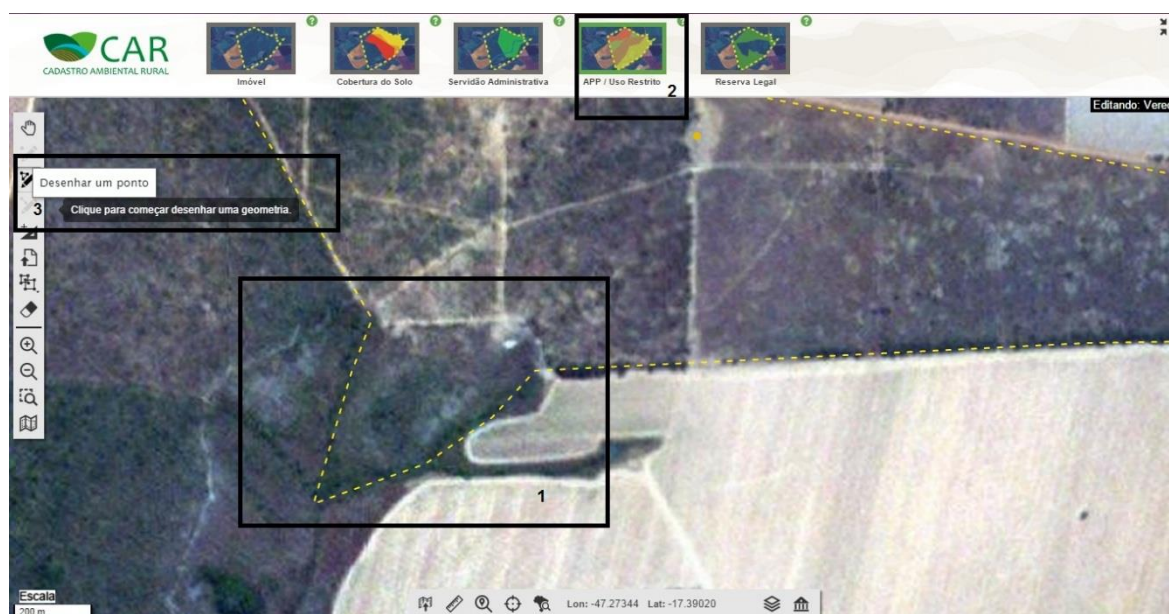 CAR
CADASTRO AMBIENTAL RURAL
Imóvel
Cobertura do Solo
Servidão Administrativa
APP / Uso Restrito
Reserva Legal
2
Editando: Vere
Desenhar um ponto
3
Clique para começar desenhar uma geometria.
1
Escala
200 m
Lon: -47.27344 Lat: -17.39020